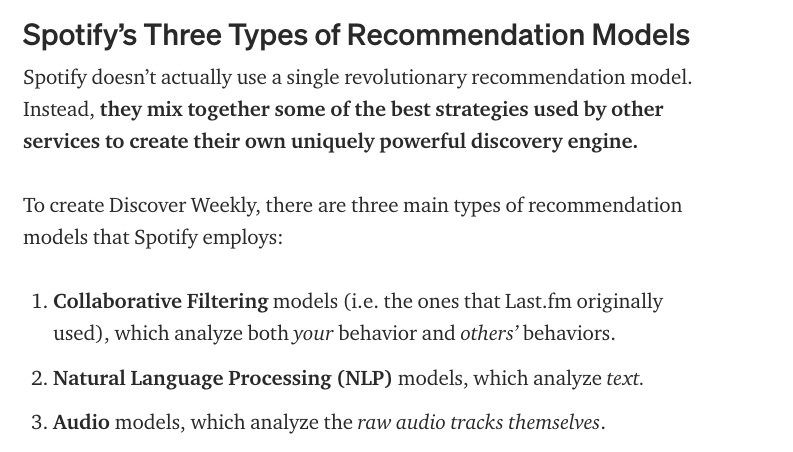 Spotify’s Three Types of Recommendation Models
Spotify doesn’t actually use a single revolutionary recommendation model.
Instead, they mix together some of the best strategies used by other
services to create their own uniquely powerful discovery engine.
To create Discover Weekly, there are three main types of recommendation
models that Spotify employs:
1. Collaborative Filtering models (i.e. the ones that Last.fm originally
used), which analyze both your behavior and others’ behaviors.
2. Natural Language Processing (NLP) models, which analyze text.
3. Audio models, which analyze the raw audio tracks themselves.